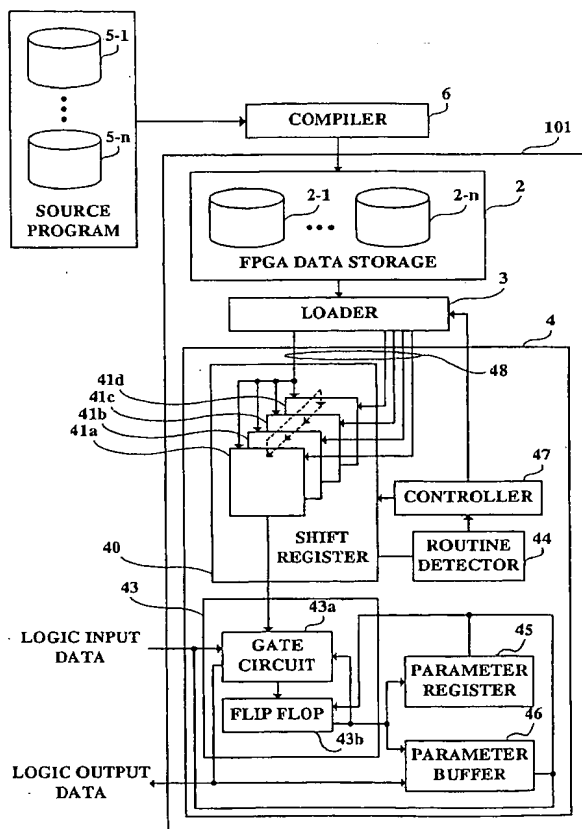 5-1
5-n
SOURCE
PROGRAM
6
COMPILER
101
2-1
2-n
2
FPGA DATA STORAGE
3
LOADER
4
48
41d
41c
41b
41a
47
CONTROLLER
SHIFT
REGISTER
40
ROUTINE
DETECTOR
44
43
43a
LOGIC INPUT
DATA
GATE
CIRCUIT
45
PARAMETER
REGISTER
FLIP FLOP
43b
46
PARAMETER
BUFFER
LOGIC OUTPUT
DATA